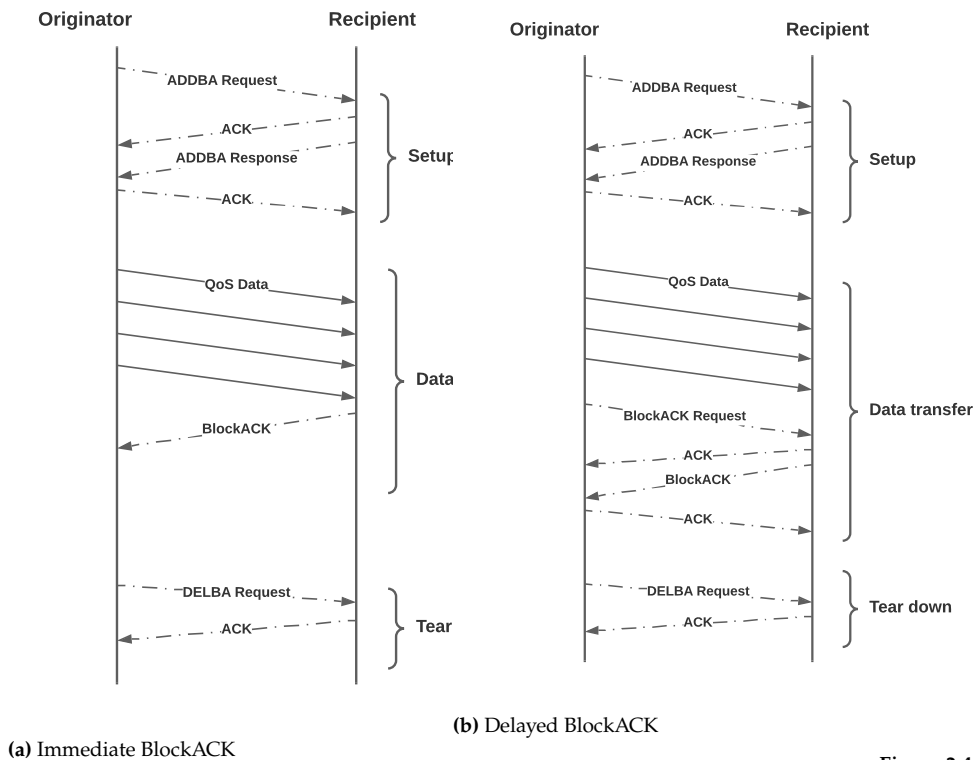 Originator
Recipient
ADDBA Request
ACK
ADDBA Response
ACK
Setup
QoS Data
Data
BlockACK
DELBA Request
ACK
Tear
(a) Immediate BlockACK
Originator
Recipient
ADDBA Request
ACK
ADDBA Response
ACK
Setup
QoS Data
BlockACK Request
Data transfer
ACK
BlockACK
ACK
DELBA Request
ACK
Tear down
(b) Delayed BlockACK